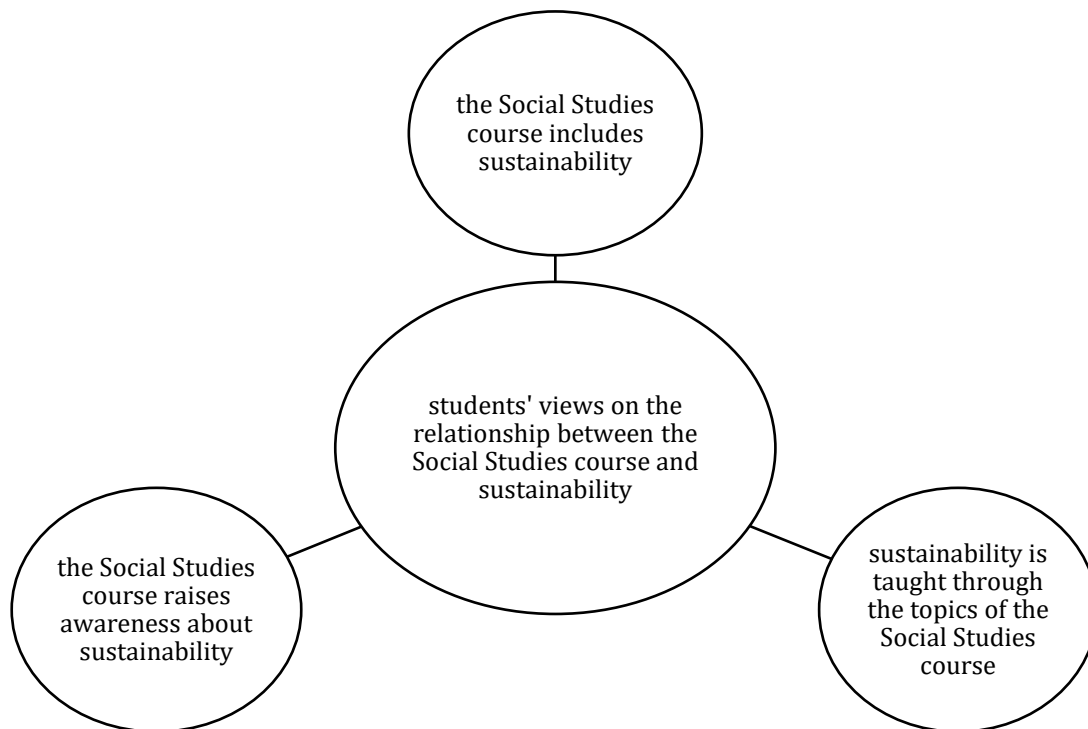 the Social Studies
course includes
sustainability
students' views on the
relationship between the
Social Studies course and
sustainability
the Social Studies
course raises
awareness about
sustainability
sustainability is
taught through
the topics of the
Social Studies
course